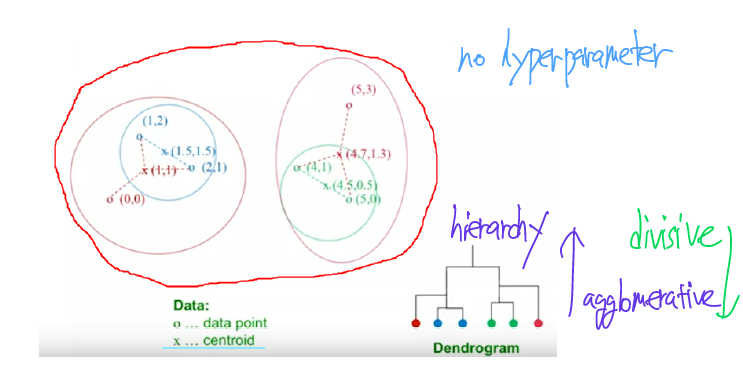 no hyperparameter
(5,3)
(1,2)
x (1.5,1.5)
x (4.7,1.3)
x (1,1)
o (2,1)
o (4,1)
x (4.5,0.5)
o (0,0)
o (5,0)
hierarchy
divisive
agglomerative
Data:
o ... data point
x ... centroid
Dendrogram